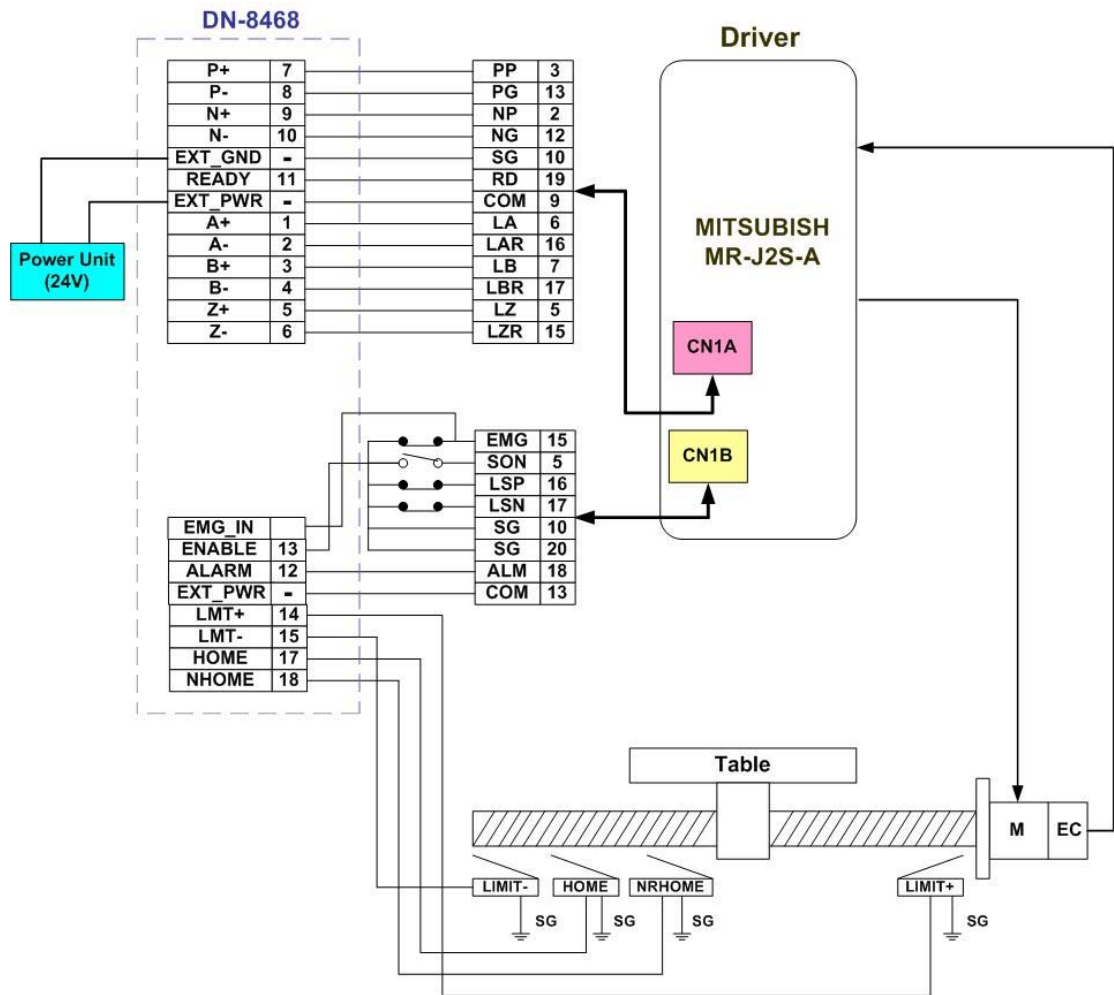 DN-8468
Driver
P+ 7 PP 3
P- 8 PG 13
N+ 9 NP 2
N- 10 NG 12
EXT_GND - SG 10
READY 11 RD 19
EXT_PWR - COM 9
A+ 1 LA 6
A- 2 LAR 16
B+ 3 LB 7
B- 4 LBR 17
Z+ 5 LZ 5
Z- 6 LZR 15
Power Unit
(24V)
MITSUBISH
MR-J2S-A
CN1A
CN1B
EMG 15
SON 5
LSP 16
LSN 17
EMG_IN SG 10
ENABLE 13 SG 20
ALARM 12 ALM 18
EXT_PWR - COM 13
LMT+ 14
LMT- 15
HOME 17
NHOME 18
Table
M EC
LIMIT- HOME NRHOME LIMIT+
SG SG SG SG